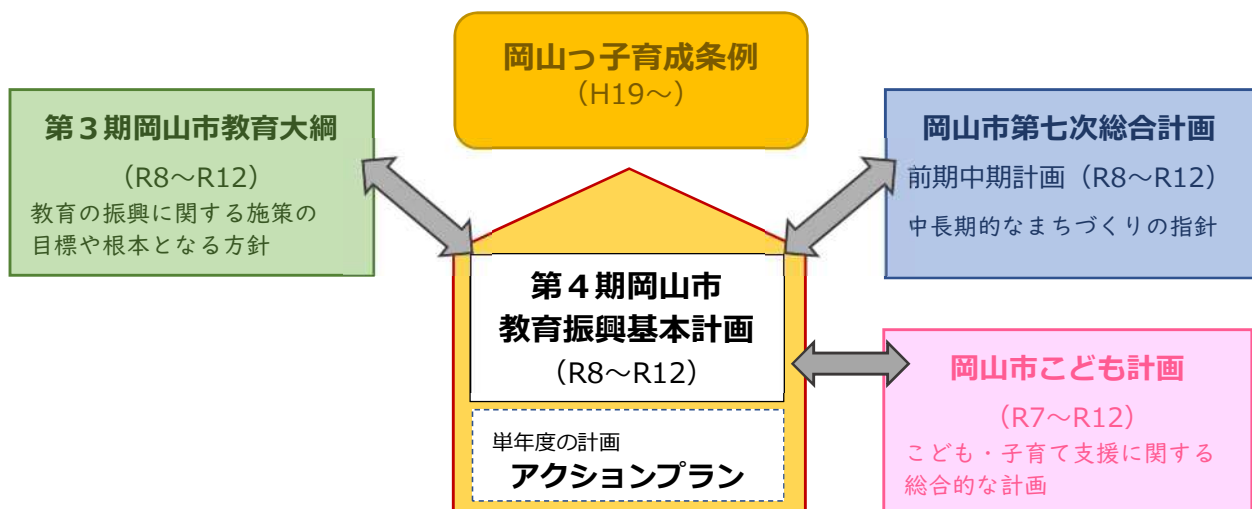 岡山っ子育成条例
（H19～）
第３期岡山市教育大綱
（R8～R12）
教育の振興に関する施策の
目標や根本となる方針
岡山市第七次総合計画
前期中期計画（R8～R12）
中長期的なまちづくりの指針
第４期岡山市
教育振興基本計画
（R8～R12）
単年度の計画
アクションプラン
岡山市こども計画
（R7～R12）
こども・子育て支援に関する
総合的な計画